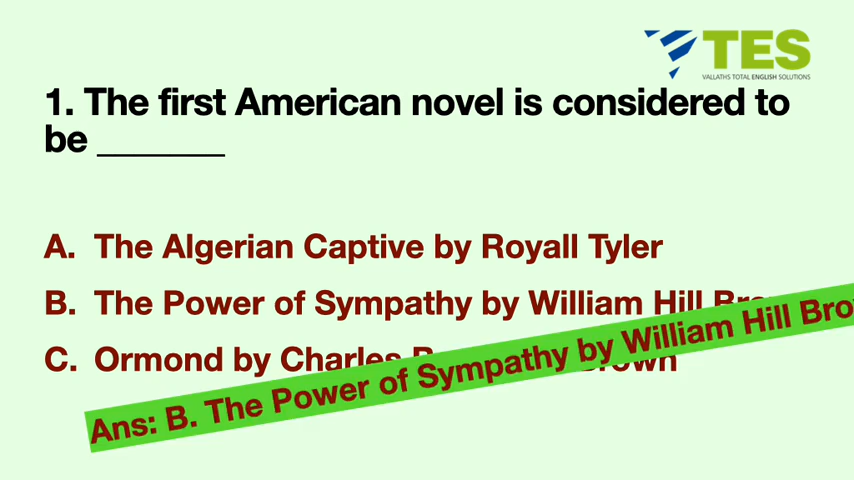 TES
VALLATHS TOTAL ENGLISH SOLUTIONS
1. The first American novel is considered to
be _______
A. The Algerian Captive by Royall Tyler
B. The Power of Sympathy by William Hill
C. Ormond by Charles
Ans: B. The Power of Sympathy by William Hill